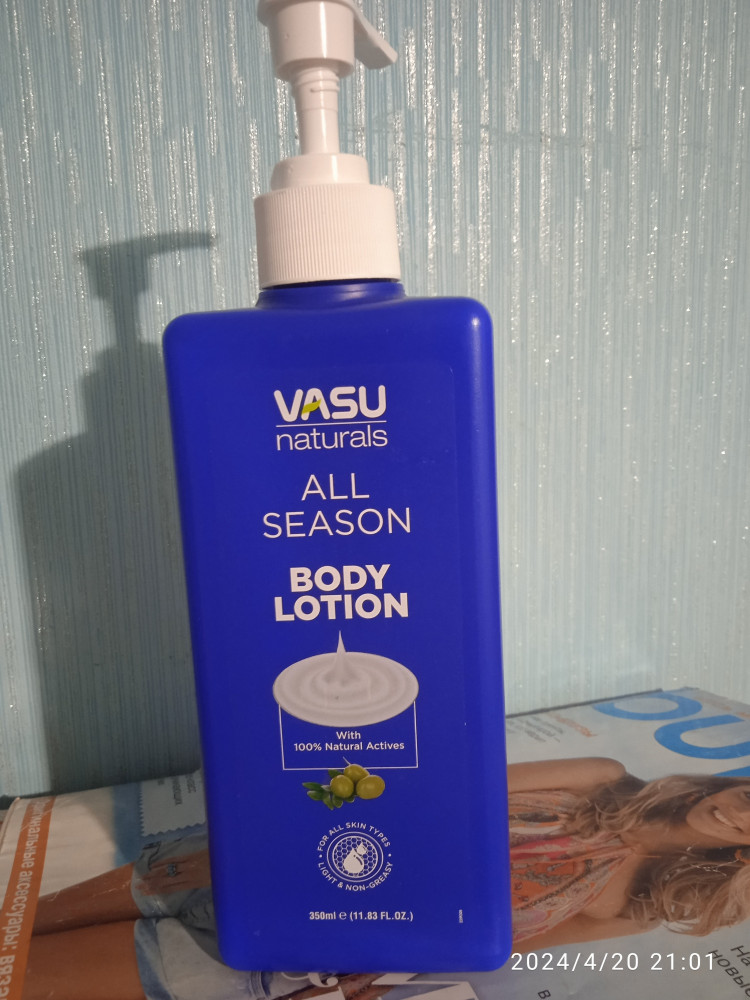 VASU
naturals
ALL
SEASON
BODY
LOTION
With
100% Natural Actives
FOR ALL SKIN TYPES
LIGHT & NON-GREASY
350ml ℮ (11.83 FL.OZ.)
2024/4/20 21:01